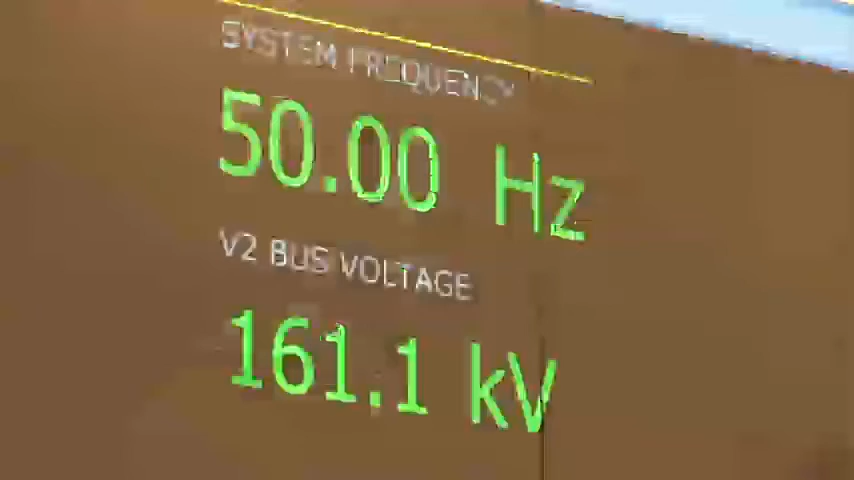 SYSTEM FREQUENCY
50.00 Hz
V2 BUS VOLTAGE
161.1 kV